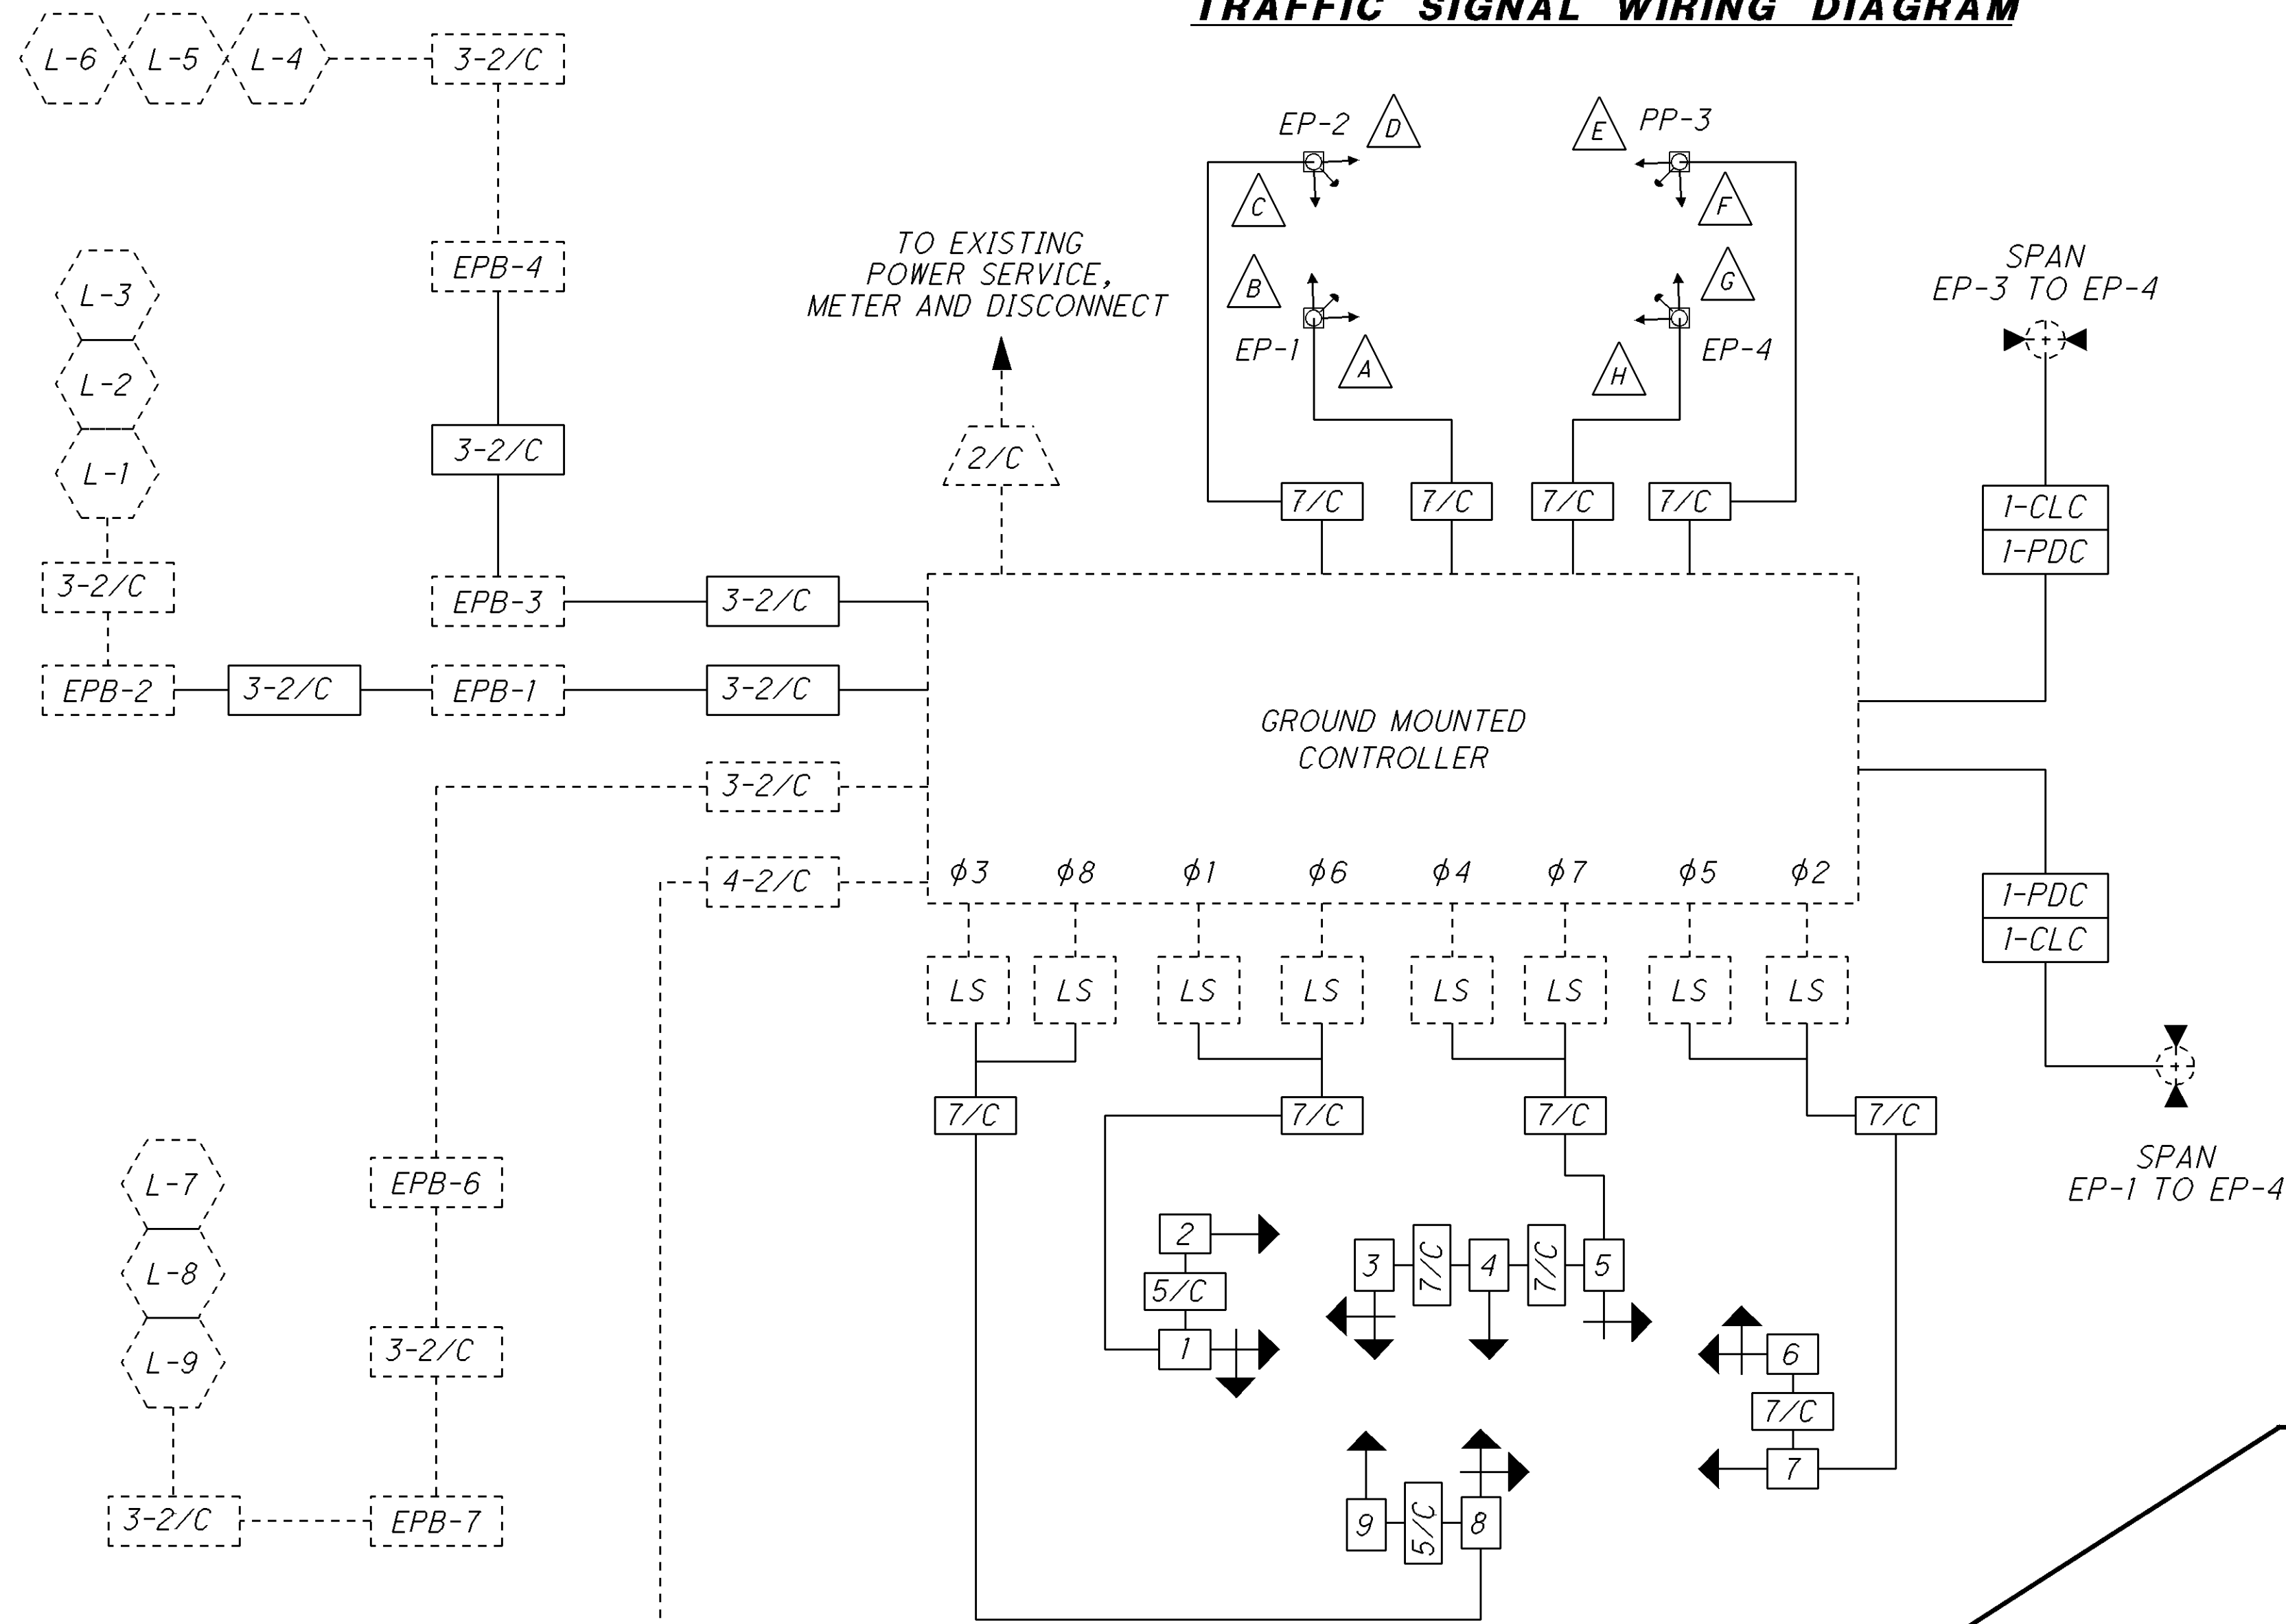 TRAFFIC SIGNAL WIRING DIAGRAM
L-6 L-5 L-4 3-2/C
EP-2 D E PP-3
C F
TO EXISTING
POWER SERVICE,
METER AND DISCONNECT
EPB-4
L-3
L-2
L-1
B G
EP-1 A H EP-4
SPAN
EP-3 TO EP-4
3-2/C
2/C
7/C 7/C 7/C 7/C
1-CLC
1-PDC
3-2/C
EPB-3 3-2/C
EPB-2 3-2/C EPB-1 3-2/C
GROUND MOUNTED
CONTROLLER
3-2/C
4-2/C
ϕ3 ϕ8 ϕ1 ϕ6 ϕ4 ϕ7 ϕ5 ϕ2
1-PDC
1-CLC
LS LS LS LS LS LS LS LS
7/C 7/C 7/C 7/C
SPAN
EP-1 TO EP-4
L-7
L-8
L-9
EPB-6
3-2/C
3-2/C EPB-7
2
5/C
1
3 7/C 4 7/C 5
6
7/C
7
9 5/C 8